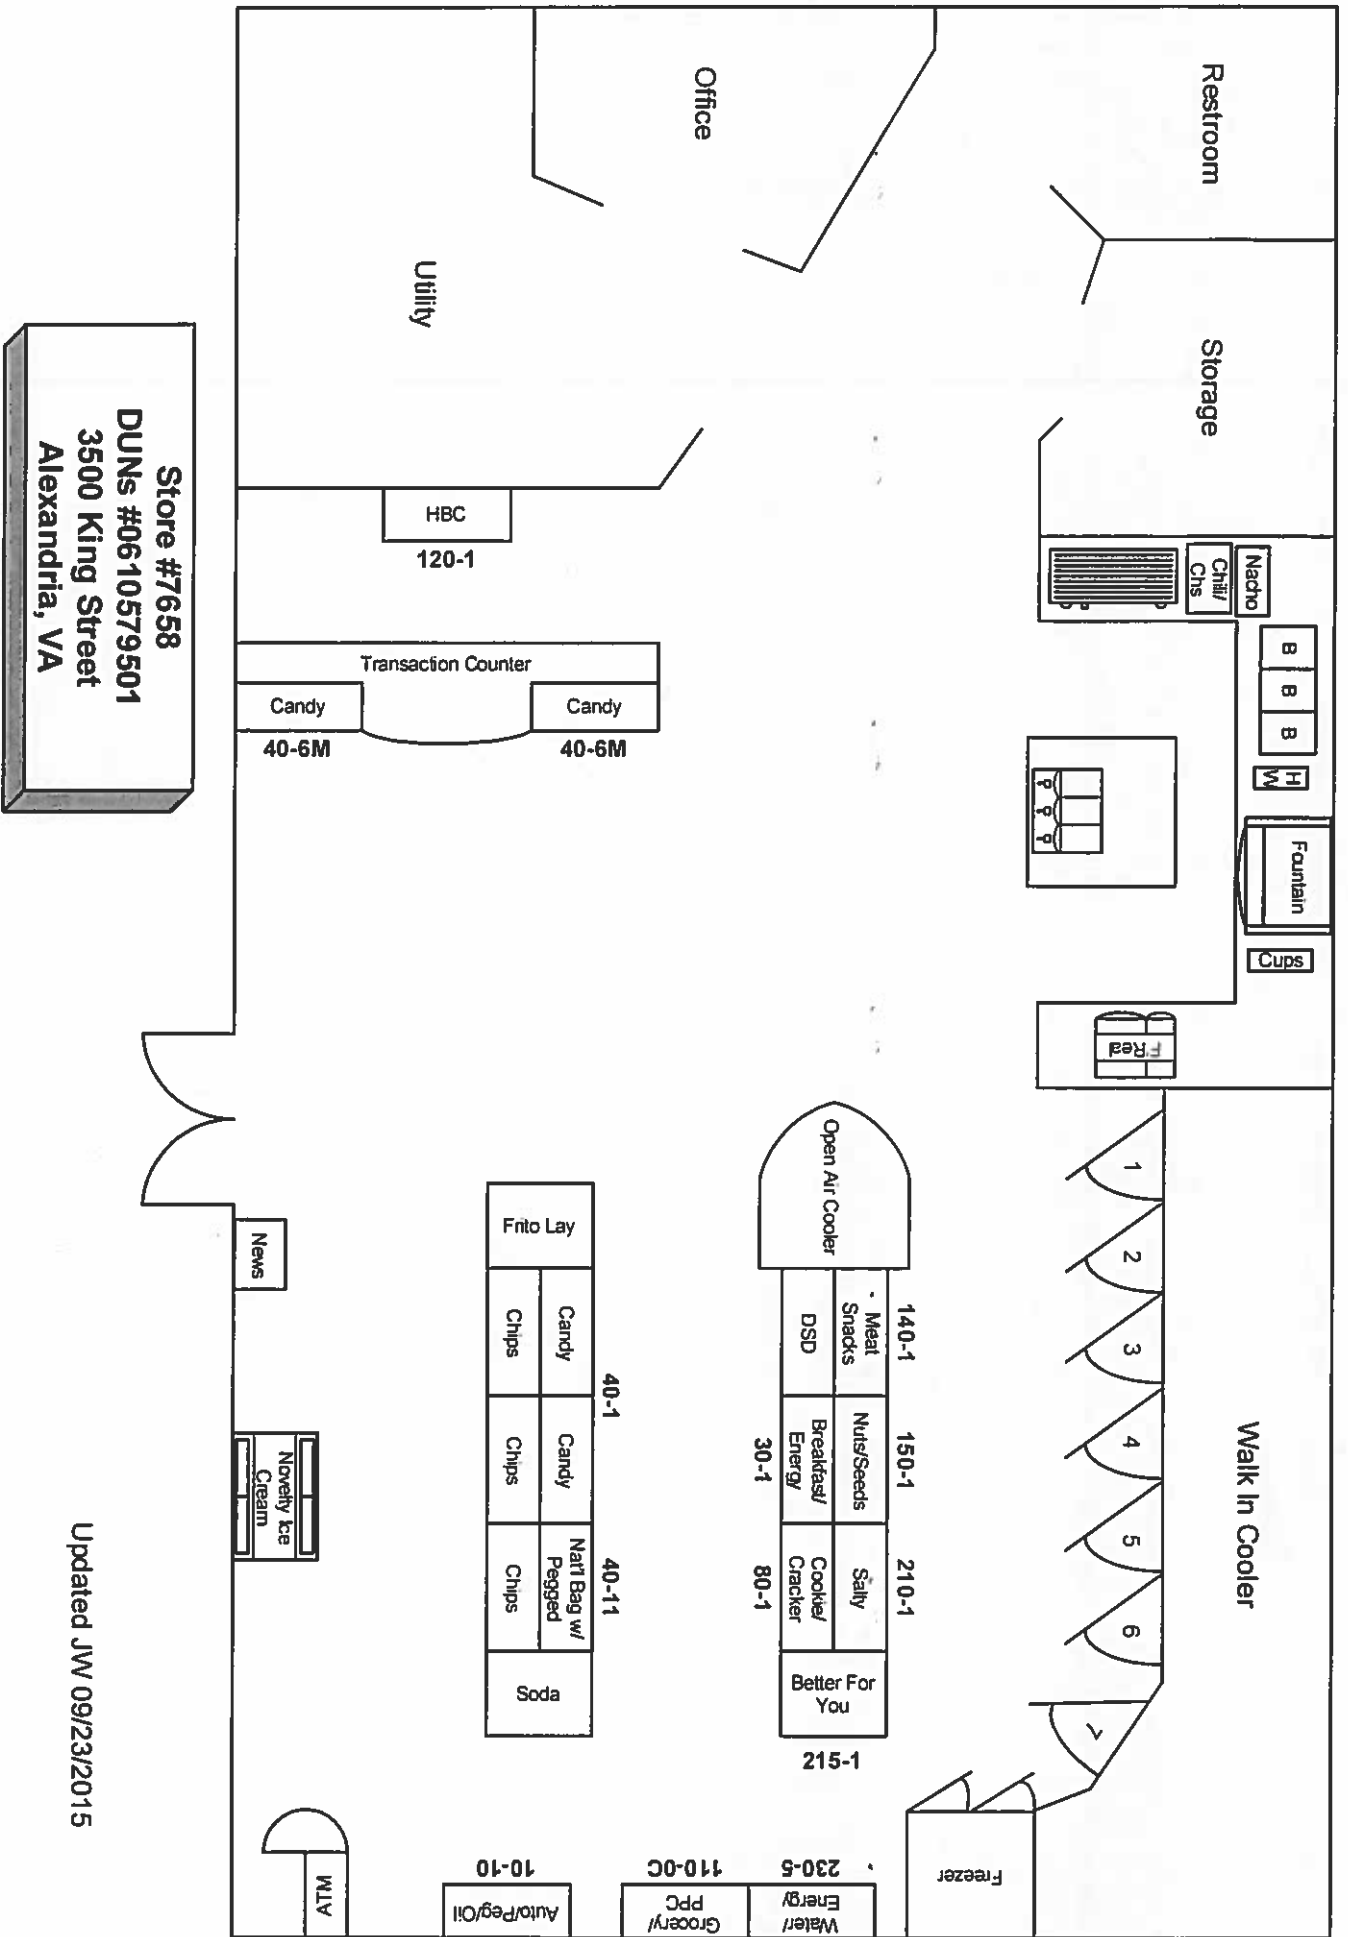 Restroom
Storage
Office
Utility
Nacho
Chili/
Chs
B
B
B
H
W
Fountain
Cups
F'Real
HBC
120-1
Transaction Counter
Candy
40-6M
Candy
40-6M
Walk In Cooler
1
2
3
4
5
6
7
Open Air Cooler
140-1
Meat
Snacks
DSD
150-1
Nuts/Seeds
Breakfast/
Energy
30-1
210-1
Salty
Cookie/
Cracker
80-1
Better For
You
215-1
Frito Lay
Candy
Chips
40-1
Candy
Chips
40-11
Nat'l Bag w/
Pegged
Chips
Soda
News
Novelty Ice
Cream
ATM
Auto/Peg/Oil
10-10
Grocery/
PPC
110-0C
Water/
Energy
230-5
Freezer
Store #7658
DUNs #0610579501
3500 King Street
Alexandria, VA
Updated JW 09/23/2015